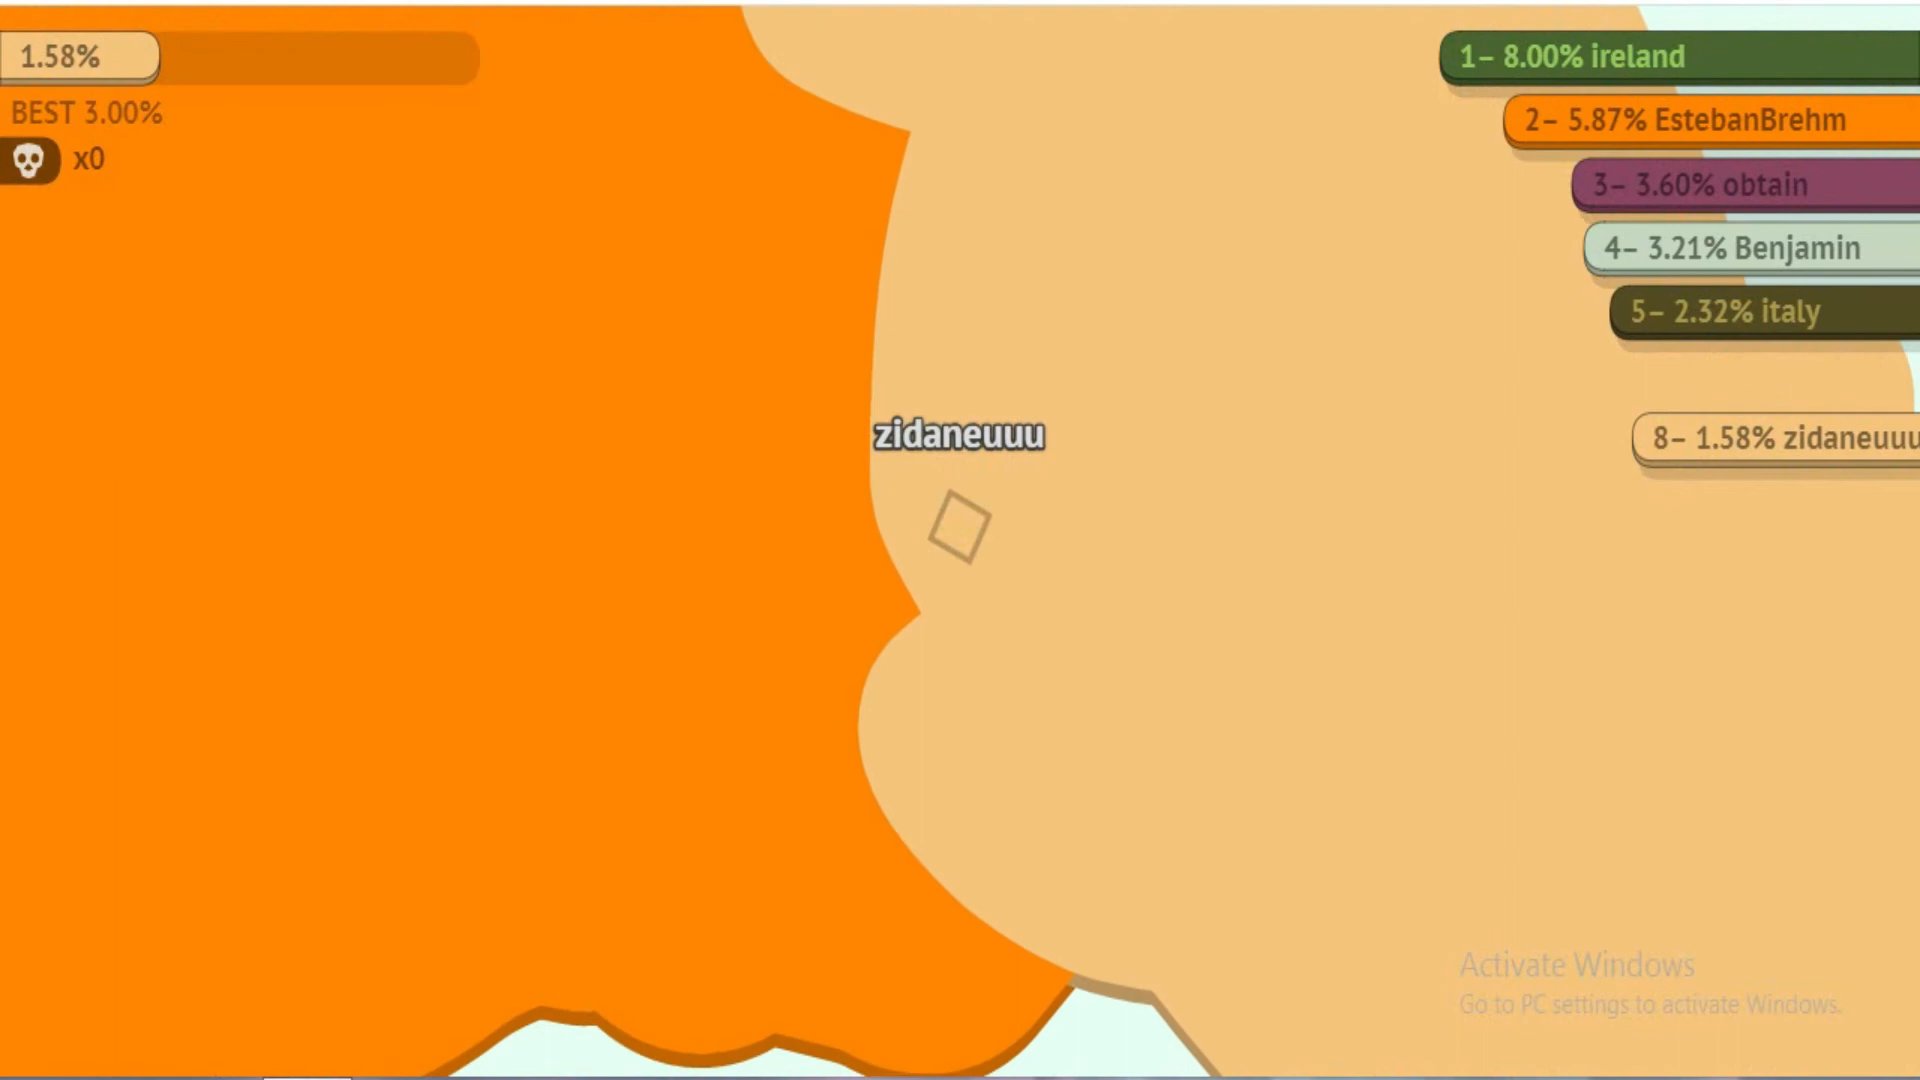 1.58%
BEST 3.00%
x0
1– 8.00% ireland
2– 5.87% EstebanBrehm
3– 3.60% obtain
4– 3.21% Benjamin
5– 2.32% italy
8– 1.58% zidaneuuu
zidaneuuu
Activate Windows
Go to PC settings to activate Windows.